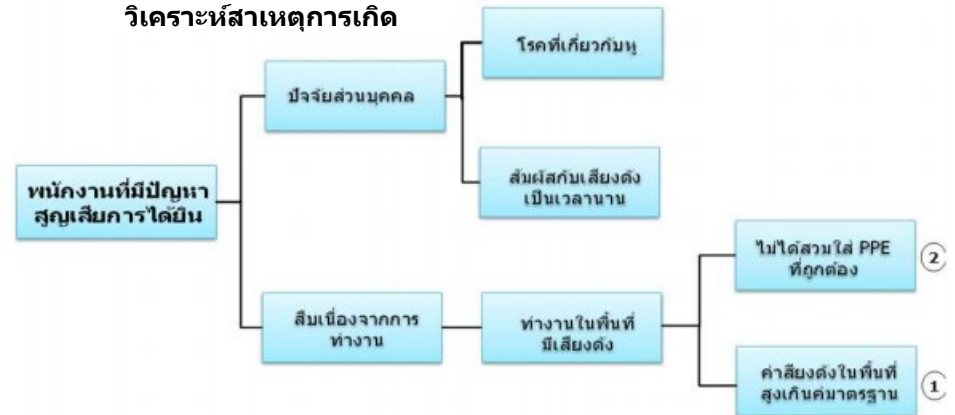 วิเคราะห์สาเหตุการเกิด
โรคที่เกี่ยวกับหู
ปัจจัยส่วนบุคคล
สัมผัสกับเสียงดัง
เป็นเวลานาน
พนักงานที่มีปัญหา
สูญเสียการได้ยิน
ไม่ได้สวมใส่ PPE
ที่ถูกต้อง
2
สืบเนื่องจากการ
ทำงาน
ทำงานในพื้นที่
มีเสียงดัง
ค่าสียงดังในพื้นที่
สูงเกินค่มาตรฐาน
1